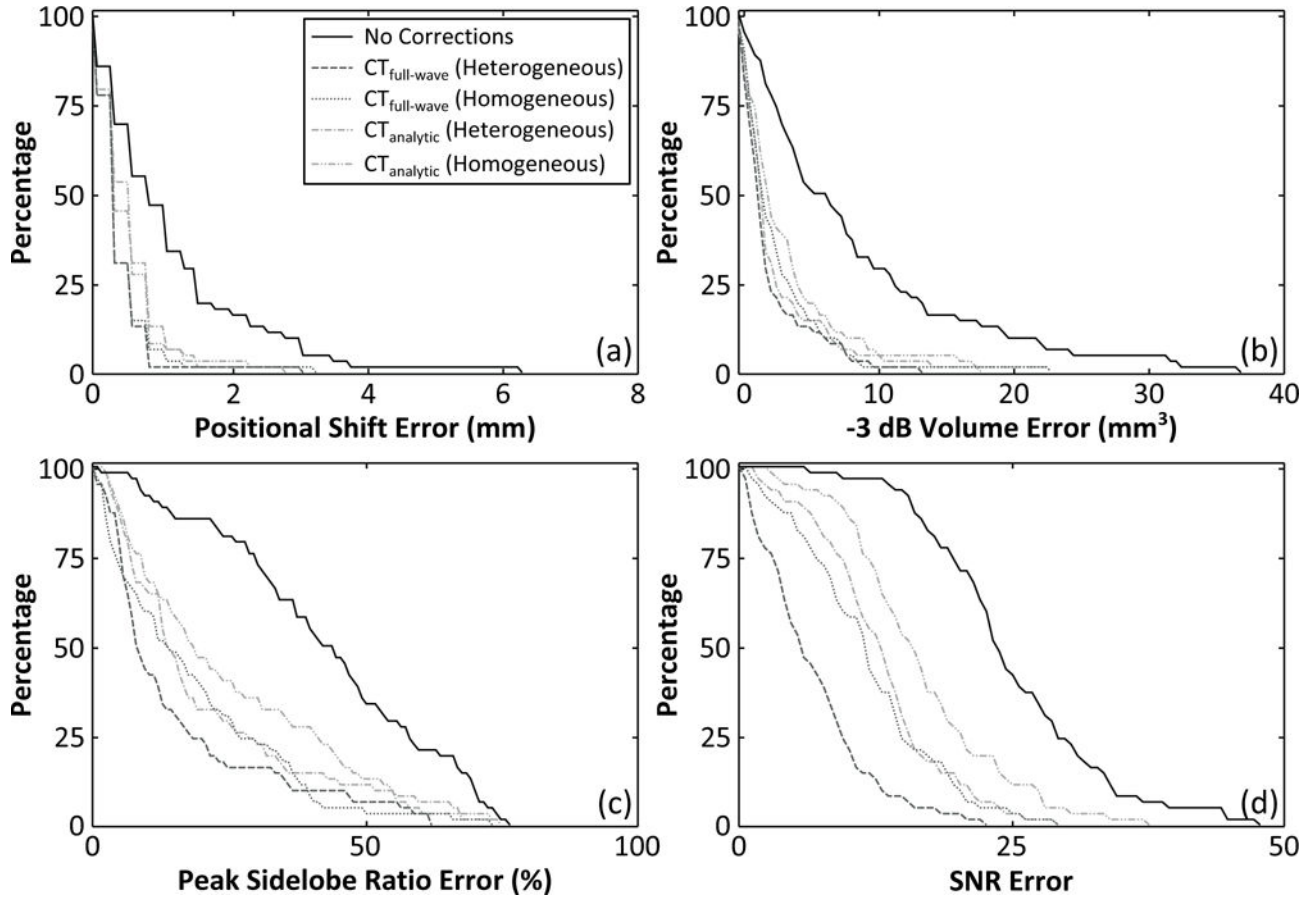 100
75
50
25
0
Percentage
No Corrections
CTfull-wave (Heterogeneous)
CTfull-wave (Homogeneous)
CTanalytic (Heterogeneous)
CTanalytic (Homogeneous)
(a)
0 2 4 6 8
Positional Shift Error (mm)
100
75
50
25
0
Percentage
(b)
0 10 20 30 40
-3 dB Volume Error (mm³)
100
75
50
25
0
Percentage
(c)
0 50 100
Peak Sidelobe Ratio Error (%)
100
75
50
25
0
Percentage
(d)
0 25 50
SNR Error